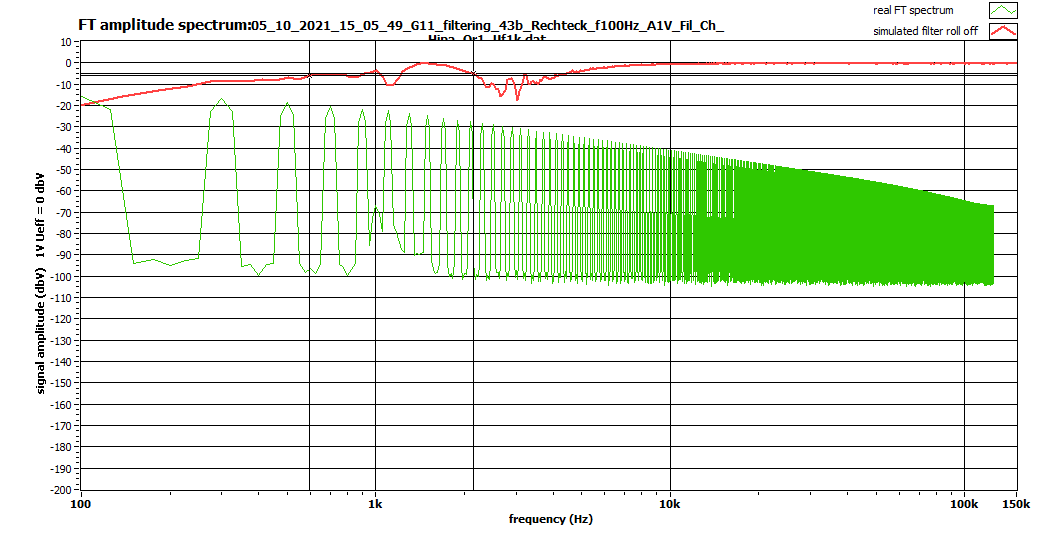 FT amplitude spectrum:05_10_2021_15_05_49_G11_filtering_43b_Rechteck_f100Hz_A1V_Fil_Ch_
real FT spectrum
simulated filter roll off
10
0
-10
-20
-30
-40
-50
-60
-70
-80
-90
-100
-110
-120
-130
-140
-150
-160
-170
-180
-190
-200
signal amplitude (dbV) 1V Ueff = 0 dbV
100
1k
10k
100k
150k
frequency (Hz)